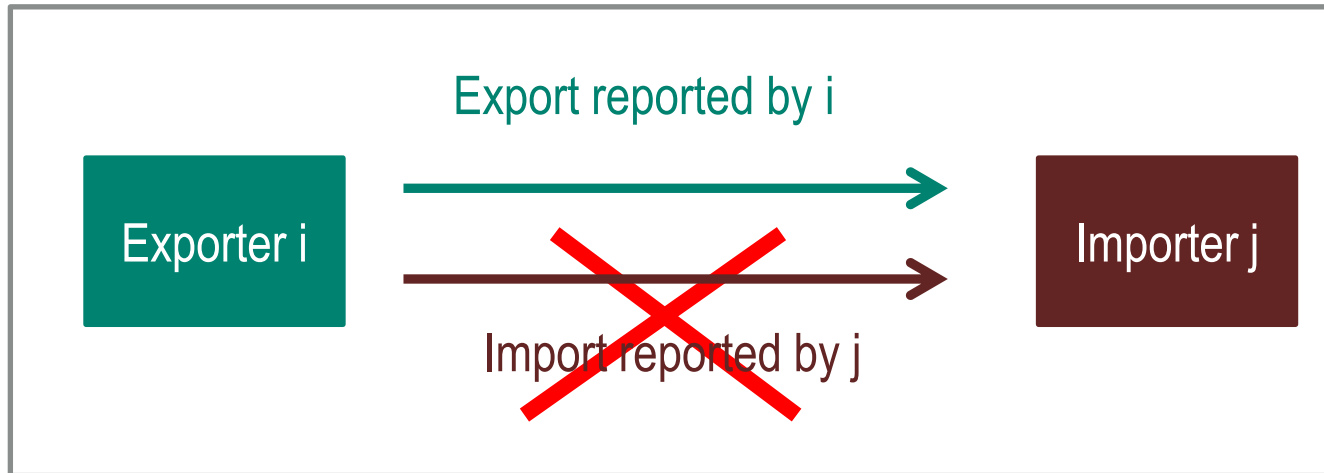 Export reported by i
Exporter i
Importer j
Import reported by j